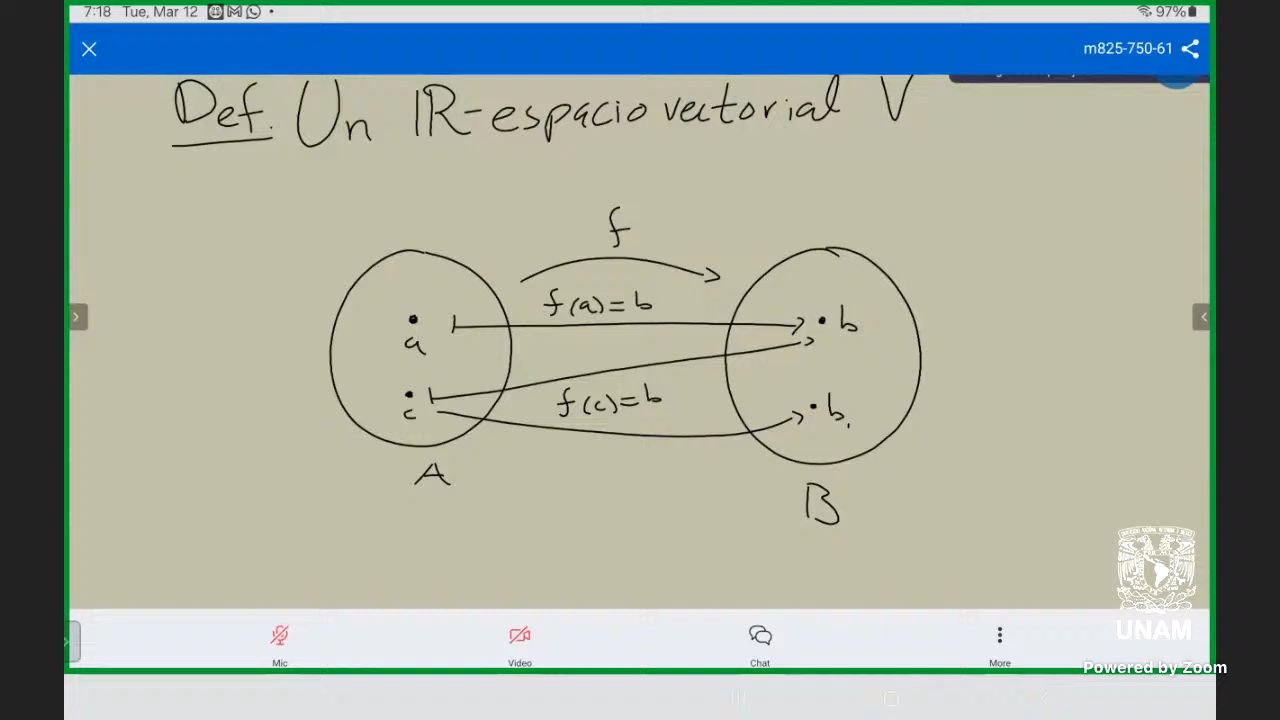 7:18 Tue, Mar 12
97%
m825-750-61
Def. Un IR-espacio vectorial V
f
f(a)=b
a
b
f(c)=b
c
b,
A
B
UNAM
Mic
Video
Chat
More
Powered by Zoom